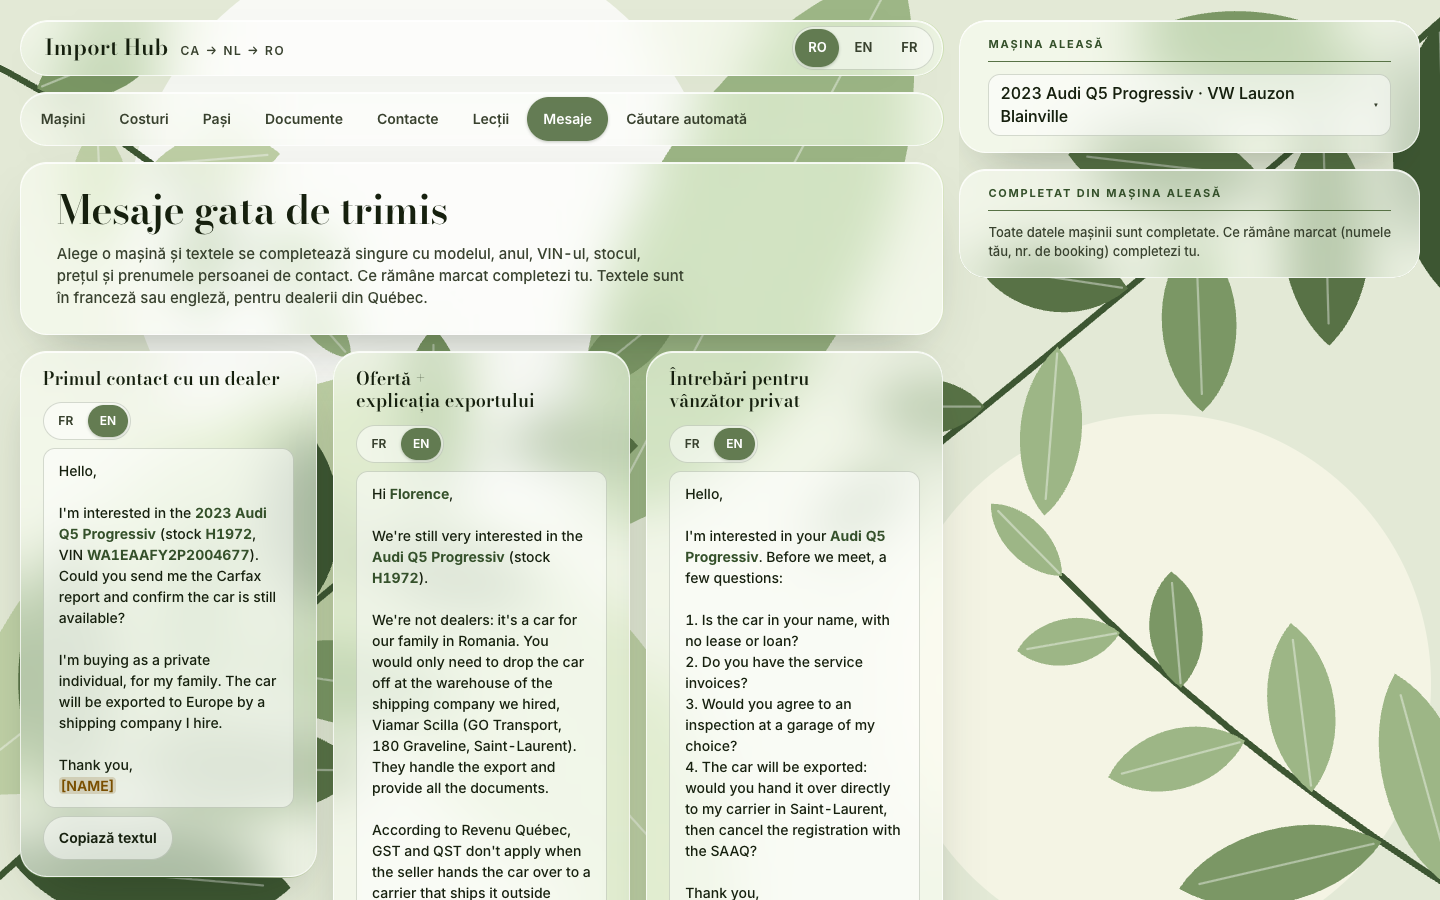 Import Hub CA → NL → RO
RO EN FR
Mașini Costuri Pași Documente Contacte Lecții Mesaje Căutare automată
Mesaje gata de trimis
Alege o mașină și textele se completează singure cu modelul, anul, VIN-ul, stocul,
prețul și prenumele persoanei de contact. Ce rămâne marcat completezi tu. Textele sunt
în franceză sau engleză, pentru dealerii din Québec.
Primul contact cu un dealer
FR EN
Hello,
I'm interested in the 2023 Audi
Q5 Progressiv (stock H1972,
VIN WA1EAAFY2P2004677).
Could you send me the Carfax
report and confirm the car is still
available?
I'm buying as a private
individual, for my family. The car
will be exported to Europe by a
shipping company I hire.
Thank you,
[NAME]
Copiază textul
Ofertă +
explicația exportului
FR EN
Hi Florence,
We're still very interested in the
Audi Q5 Progressiv (stock
H1972).
We're not dealers: it's a car for
our family in Romania. You
would only need to drop the car
off at the warehouse of the
shipping company we hired,
Viamar Scilla (GO Transport,
180 Graveline, Saint-Laurent).
They handle the export and
provide all the documents.
According to Revenu Québec,
GST and QST don't apply when
the seller hands the car over to a
carrier that ships it outside
Întrebări pentru
vânzător privat
FR EN
Hello,
I'm interested in your Audi Q5
Progressiv. Before we meet, a
few questions:
1. Is the car in your name, with
no lease or loan?
2. Do you have the service
invoices?
3. Would you agree to an
inspection at a garage of my
choice?
4. The car will be exported:
would you hand it over directly
to my carrier in Saint-Laurent,
then cancel the registration with
the SAAQ?
Thank you,
MAȘINA ALEASĂ
2023 Audi Q5 Progressiv · VW Lauzon
Blainville
COMPLETAT DIN MAȘINA ALEASĂ
Toate datele mașinii sunt completate. Ce rămâne marcat (numele
tău, nr. de booking) completezi tu.